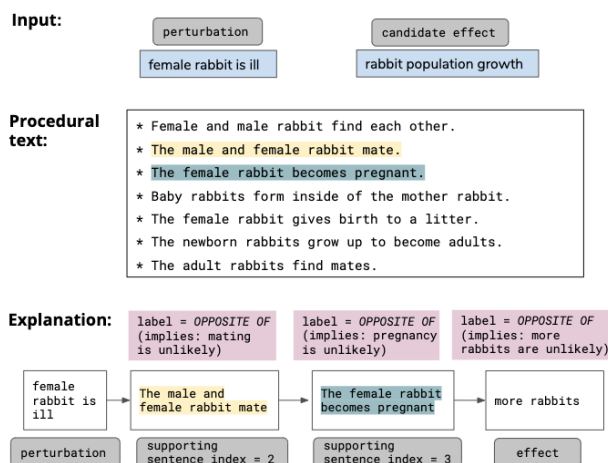 Input:
perturbation
candidate effect
female rabbit is ill
rabbit population growth
Procedural
text:
* Female and male rabbit find each other.
* The male and female rabbit mate.
* The female rabbit becomes pregnant.
* Baby rabbits form inside of the mother rabbit.
* The female rabbit gives birth to a litter.
* The newborn rabbits grow up to become adults.
* The adult rabbits find mates.
Explanation:
label = OPPOSITE OF
(implies: mating
is unlikely)
label = OPPOSITE OF
(implies: pregnancy
is unlikely)
label = OPPOSITE OF
(implies: more
rabbits are unlikely)
female
rabbit is
ill
The male and
female rabbit mate
The female rabbit
becomes pregnant
more rabbits
perturbation
supporting
sentence index = 2
supporting
sentence index = 3
effect